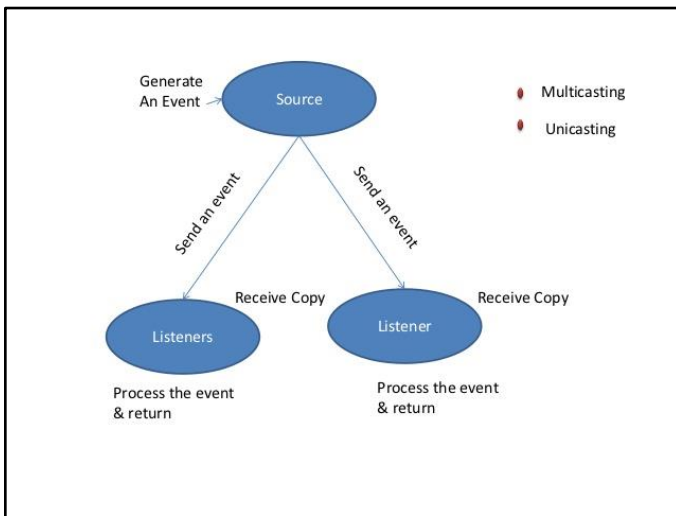 Generate
An Event
Source
Multicasting
Unicasting
Send an event
Send an event
Receive Copy
Receive Copy
Listeners
Listener
Process the event
& return
Process the event
& return